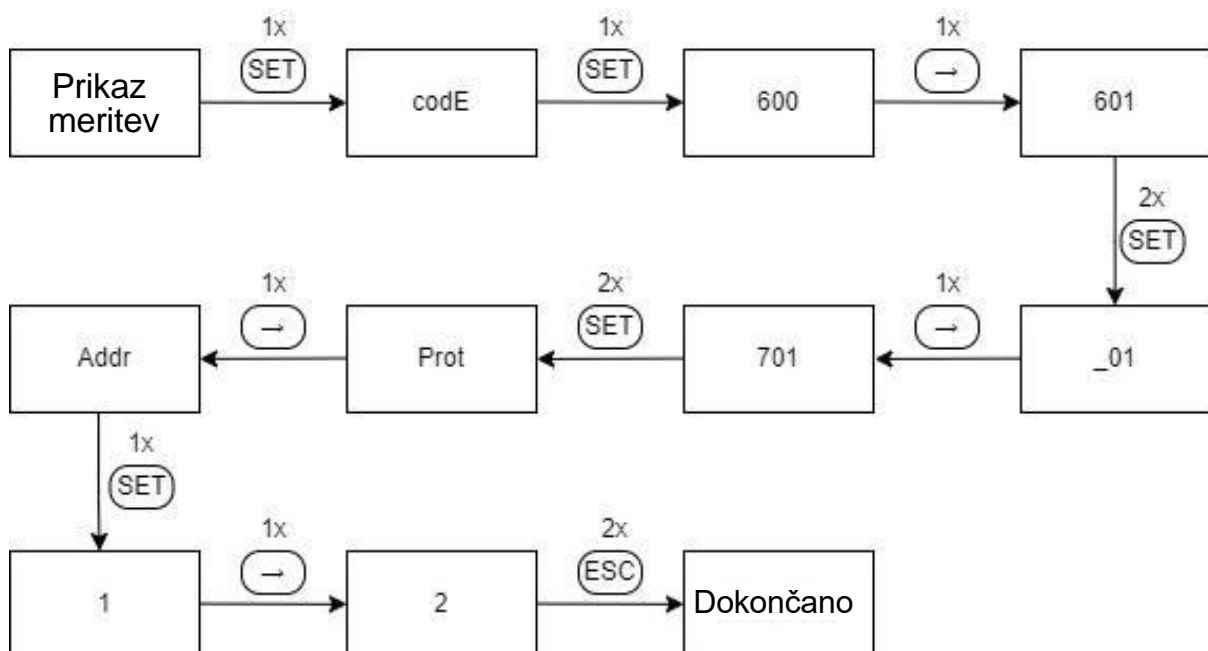 1x
SET
1x
SET
1x
→
Prikaz
meritev
codE
600
601
2x
SET
1x
→
2x
SET
1x
→
Addr
Prot
701
_01
1x
SET
1x
→
2x
ESC
1
2
Dokončano